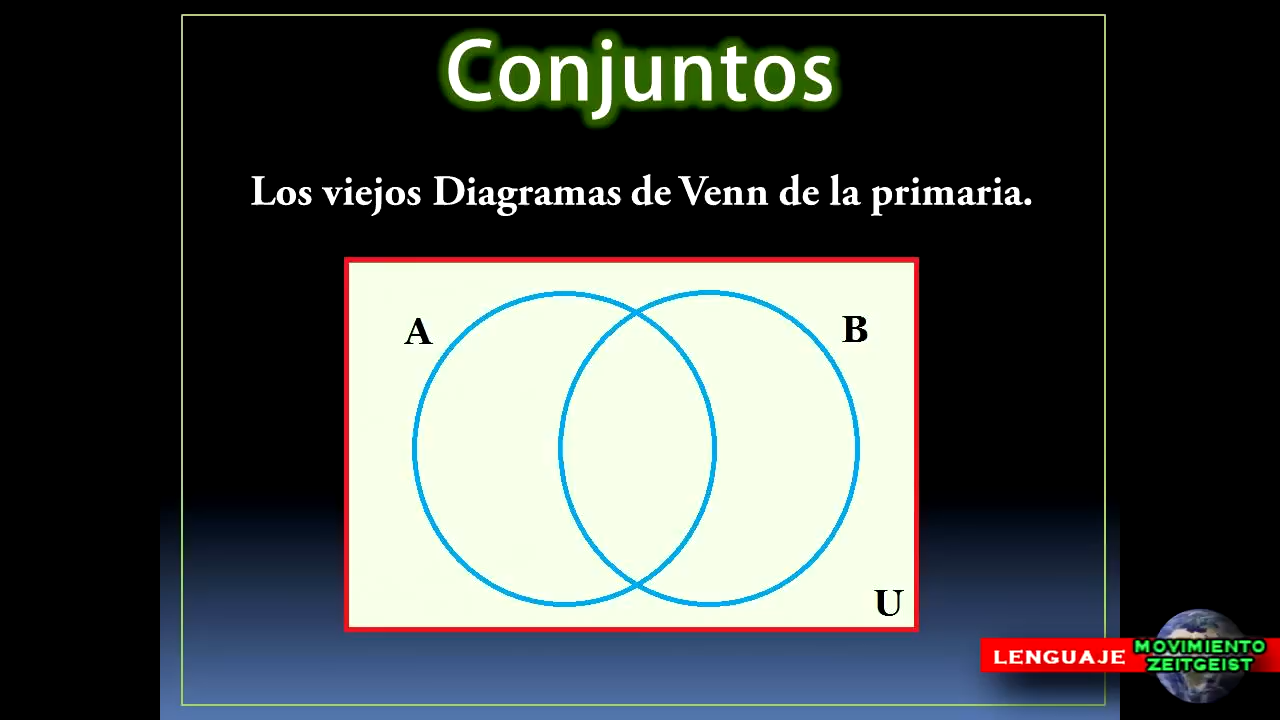 Conjuntos
Los viejos Diagramas de Venn de la primaria.
A
B
U
LENGUAJE
MOVIMIENTO
ZEITGEIST